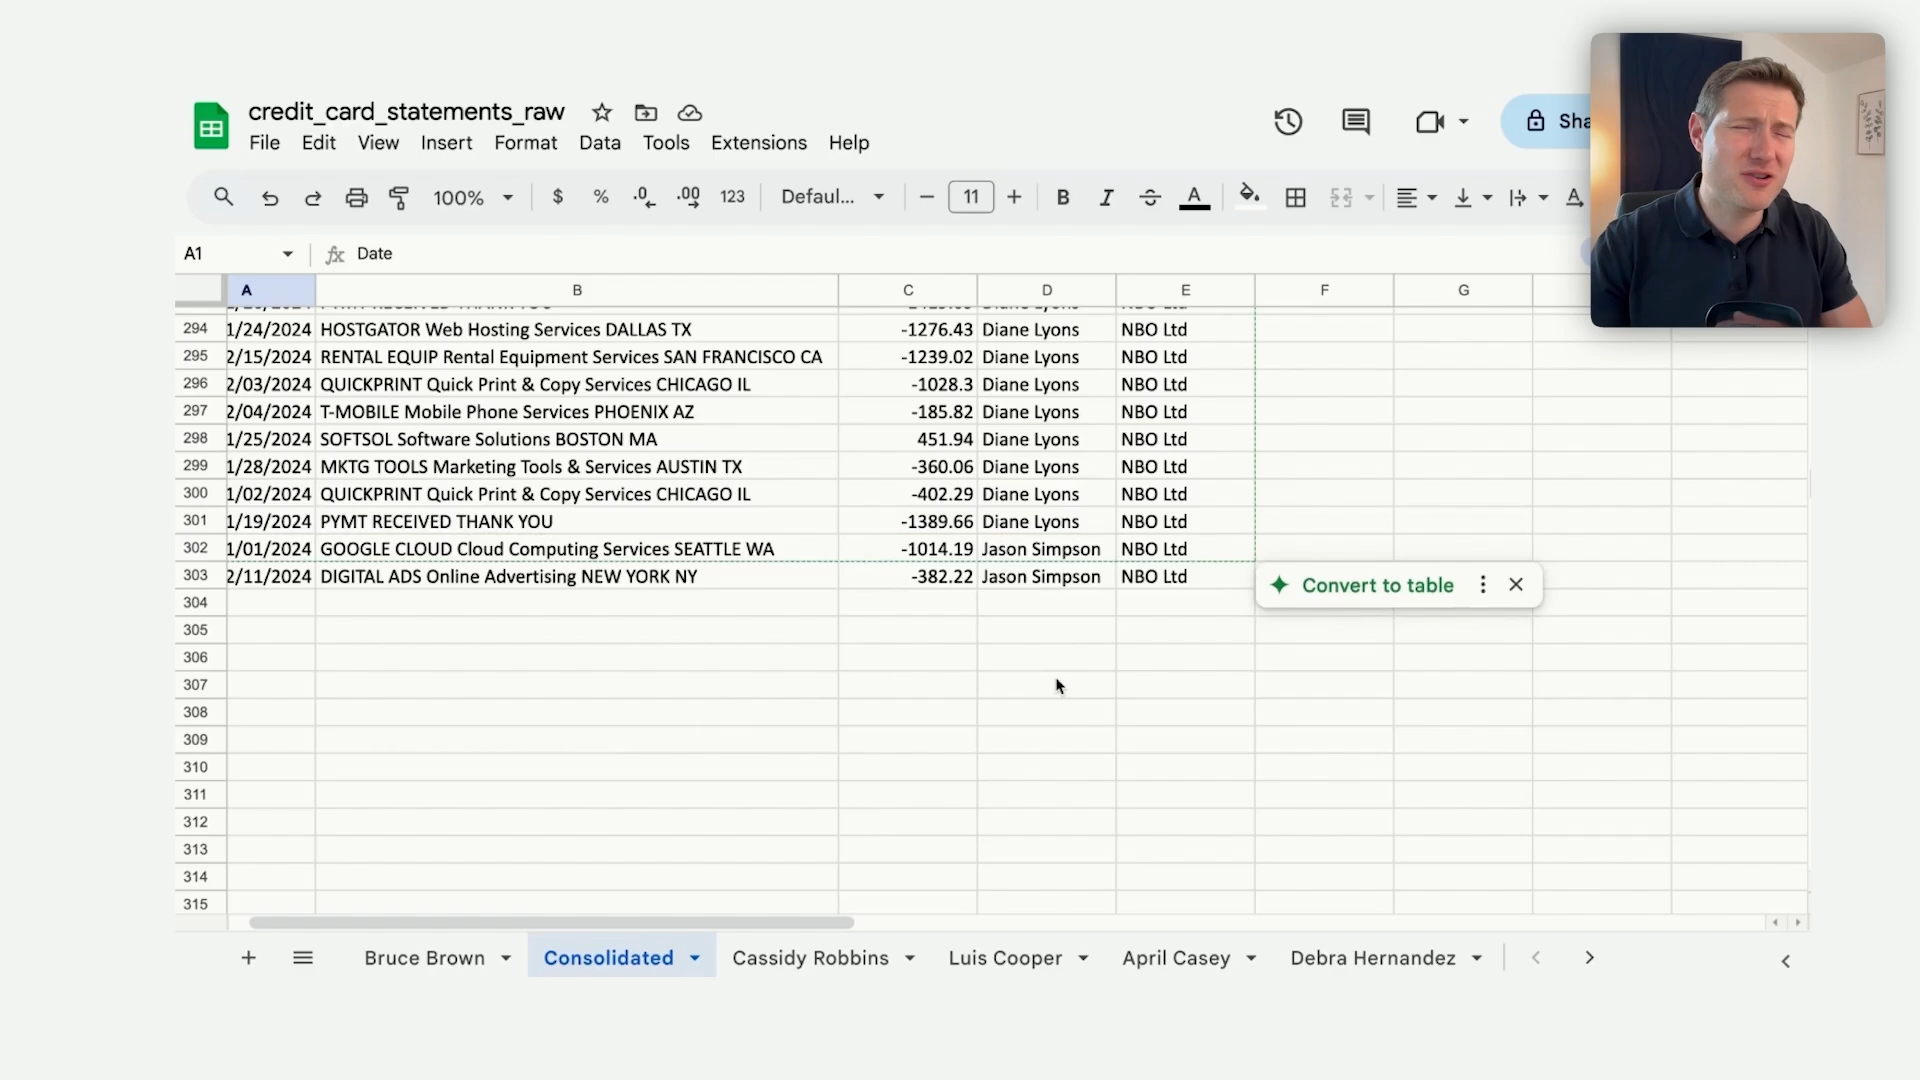 credit_card_statements_raw
File Edit View Insert Format Data Tools Extensions Help
100% $ % .0 .00 123 Defaul... 11 B I A
A1 fx Date
A B C D E F G
294 1/24/2024 HOSTGATOR Web Hosting Services DALLAS TX -1276.43 Diane Lyons NBO Ltd
295 2/15/2024 RENTAL EQUIP Rental Equipment Services SAN FRANCISCO CA -1239.02 Diane Lyons NBO Ltd
296 2/03/2024 QUICKPRINT Quick Print & Copy Services CHICAGO IL -1028.3 Diane Lyons NBO Ltd
297 2/04/2024 T-MOBILE Mobile Phone Services PHOENIX AZ -185.82 Diane Lyons NBO Ltd
298 1/25/2024 SOFTSOL Software Solutions BOSTON MA 451.94 Diane Lyons NBO Ltd
299 1/28/2024 MKTG TOOLS Marketing Tools & Services AUSTIN TX -360.06 Diane Lyons NBO Ltd
300 1/02/2024 QUICKPRINT Quick Print & Copy Services CHICAGO IL -402.29 Diane Lyons NBO Ltd
301 1/19/2024 PYMT RECEIVED THANK YOU -1389.66 Diane Lyons NBO Ltd
302 1/01/2024 GOOGLE CLOUD Cloud Computing Services SEATTLE WA -1014.19 Jason Simpson NBO Ltd
303 2/11/2024 DIGITAL ADS Online Advertising NEW YORK NY -382.22 Jason Simpson NBO Ltd
Convert to table
304
305
306
307
308
309
310
311
312
313
314
315
Bruce Brown Consolidated Cassidy Robbins Luis Cooper April Casey Debra Hernandez